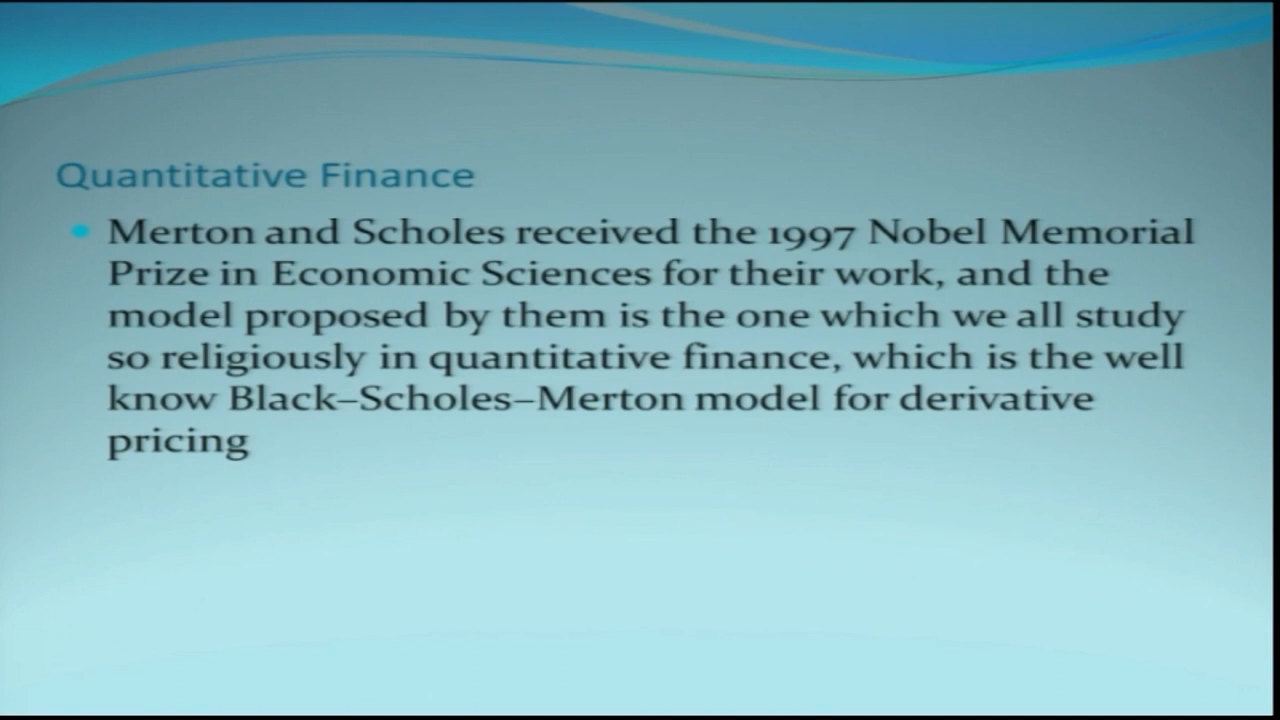 Quantitative Finance
• Merton and Scholes received the 1997 Nobel Memorial
Prize in Economic Sciences for their work, and the
model proposed by them is the one which we all study
so religiously in quantitative finance, which is the well
know Black–Scholes–Merton model for derivative
pricing